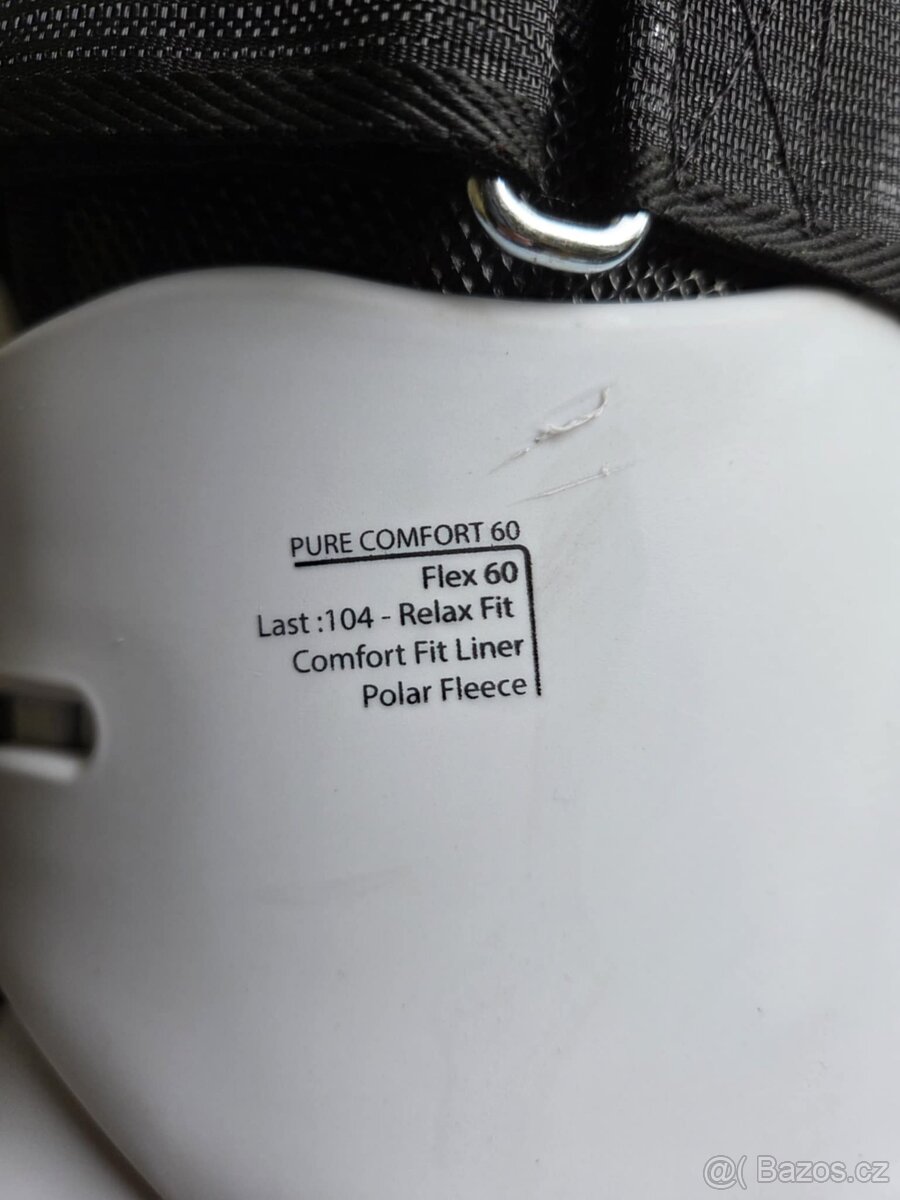 PURE COMFORT 60
Flex 60
Last :104 - Relax Fit
Comfort Fit Liner
Polar Fleece
@( Bazos.cz